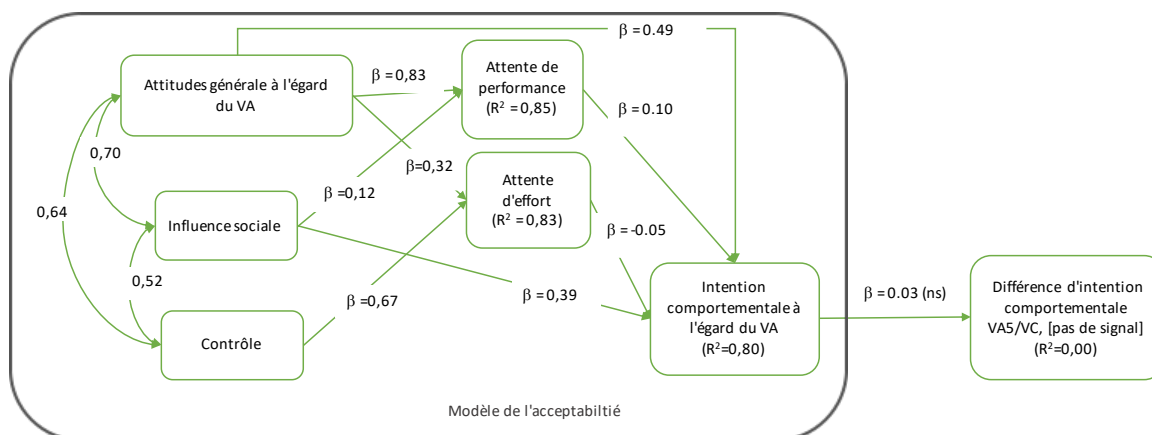 β = 0.49
Attitudes générale à l'égard
du VA
β = 0,83
Attente de
performance
(R² = 0,85)
β = 0.10
0,70
β=0,32
Attente
d'effort
(R² = 0,83)
β =0,12
0,64
Influence sociale
β = -0.05
0,52
β =0,67
β = 0,39
Intention
comportementale à
l'égard du VA
(R²=0,80)
β = 0.03 (ns)
Différence d'intention
comportementale
VA5/VC, [pas de signal]
(R²=0,00)
Contrôle
Modèle de l'acceptabiltié